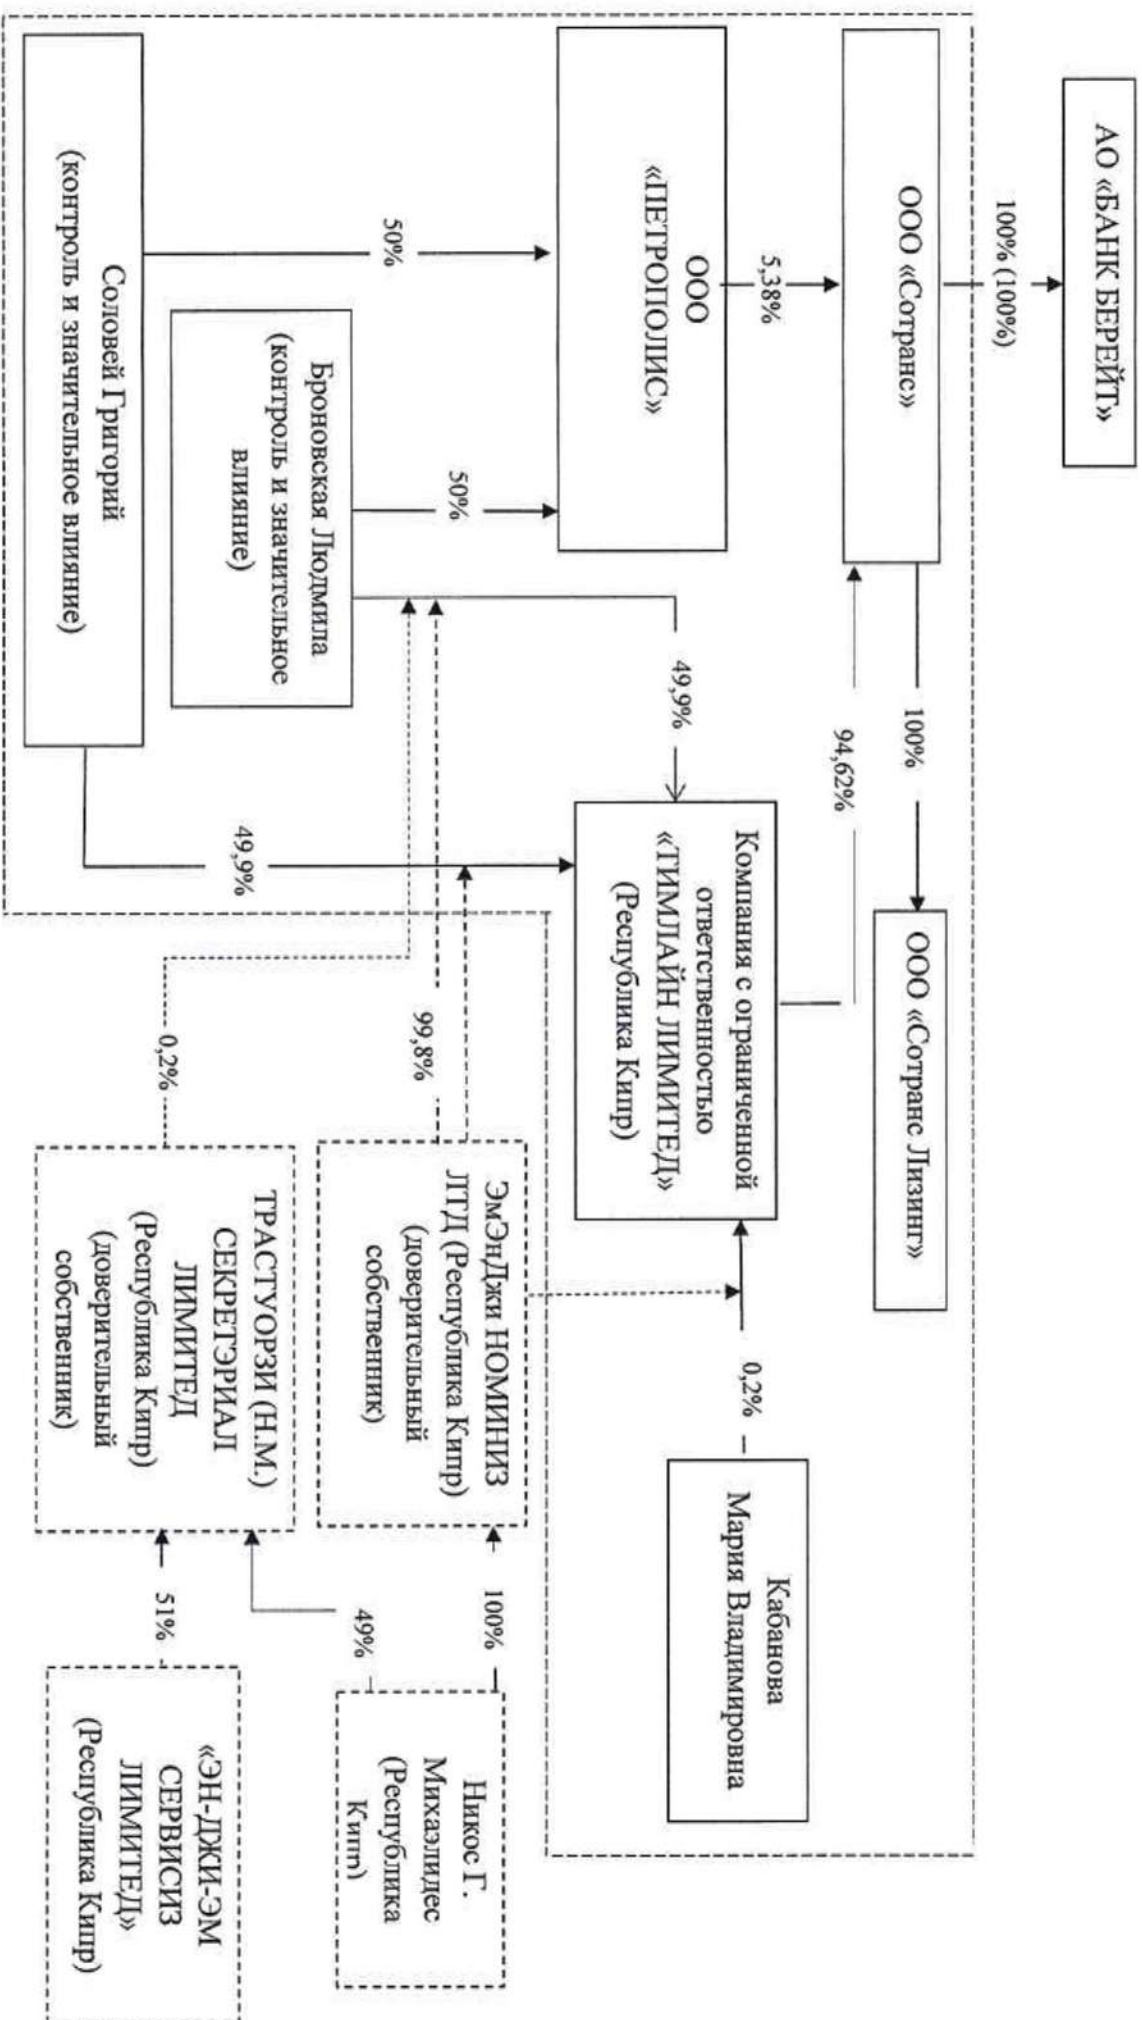 АО «БАНК БЕРЕЙТ»
100% (100%)
ООО «Сотранс»
100%
ООО «Сотранс Лизинг»
5,38%
94,62%
ООО
«ПЕТРОПОЛИС»
Компания с ограниченной
ответственностью
«ТИМЛАЙН ЛИМИТЕД»
(Республика Кипр)
0,2%
Кабанова
Мария Владимировна
49,9%
50%
50%
Броновская Людмила
(контроль и значительное
влияние)
49,9%
Соловей Григорий
(контроль и значительное влияние)
99,8%
ЭмЭнДжи НОМИНИЗ
ЛТД (Республика Кипр)
(доверительный
собственник)
100%
Никос Г.
Михаэлидес
(Республика
Кипр)
49%
0,2%
ТРАСТУОРЗИ (Н.М.)
СЕКРЕТЭРИАЛ
ЛИМИТЕД
(Республика Кипр)
(доверительный
собственник)
51%
«ЭН-ДЖИ-ЭМ
СЕРВИСИЗ
ЛИМИТЕД»
(Республика Кипр)